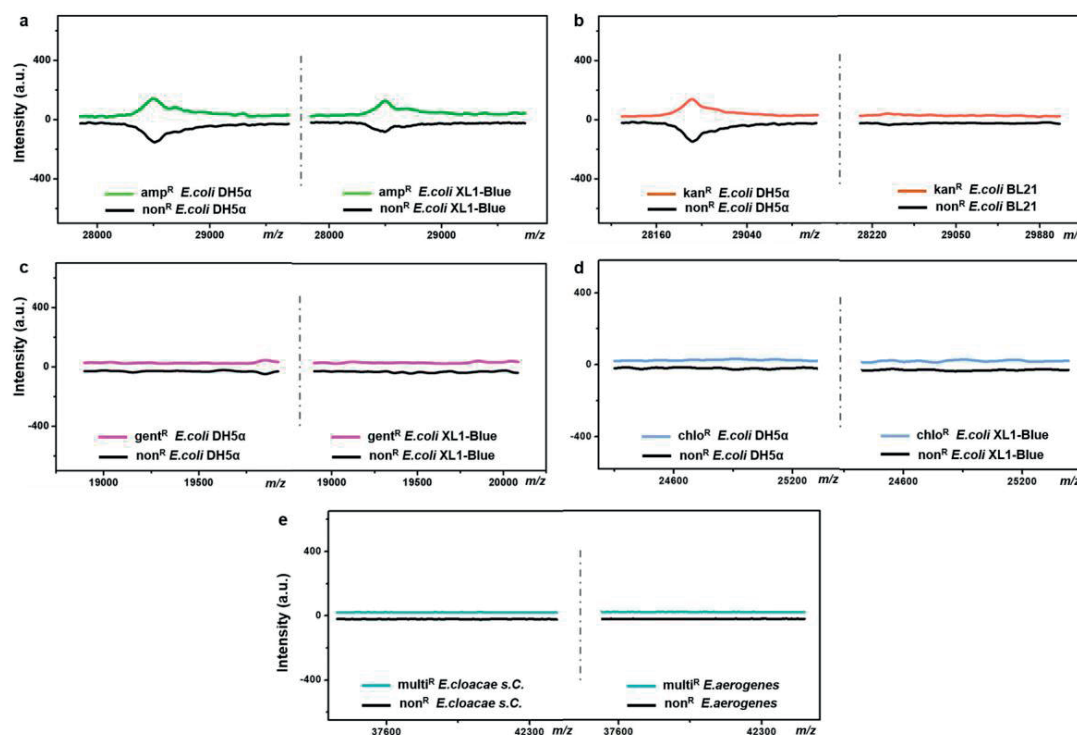 a
Intensity (a.u.)
400
0
-400
ampᴿ E.coli DH5α
nonᴿ E.coli DH5α
ampᴿ E.coli XL1-Blue
nonᴿ E.coli XL1-Blue
28000 29000 m/z 28000 29000 m/z
b
400
0
-400
kanᴿ E.coli DH5α
nonᴿ E.coli DH5α
kanᴿ E.coli BL21
nonᴿ E.coli BL21
28160 29040 m/z 28220 29050 29880 m/z
c
Intensity (a.u.)
400
0
-400
gentᴿ E.coli DH5α
nonᴿ E.coli DH5α
gentᴿ E.coli XL1-Blue
nonᴿ E.coli XL1-Blue
19000 19500 m/z 19000 19500 20000 m/z
d
400
0
-400
chloᴿ E.coli DH5α
nonᴿ E.coli DH5α
chloᴿ E.coli XL1-Blue
nonᴿ E.coli XL1-Blue
24600 25200 m/z 24600 25200 m/z
e
Intensity (a.u.)
400
0
-400
multiᴿ E.cloacae s.C.
nonᴿ E.cloacae s.C.
multiᴿ E.aerogenes
nonᴿ E.aerogenes
37600 42300 m/z 37600 42300 m/z